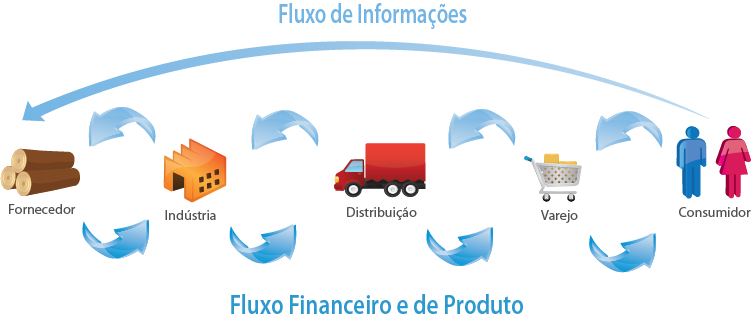 Fluxo de Informações
Fornecedor
Indústria
Distribuição
Varejo
Consumidor
Fluxo Financeiro e de Produto